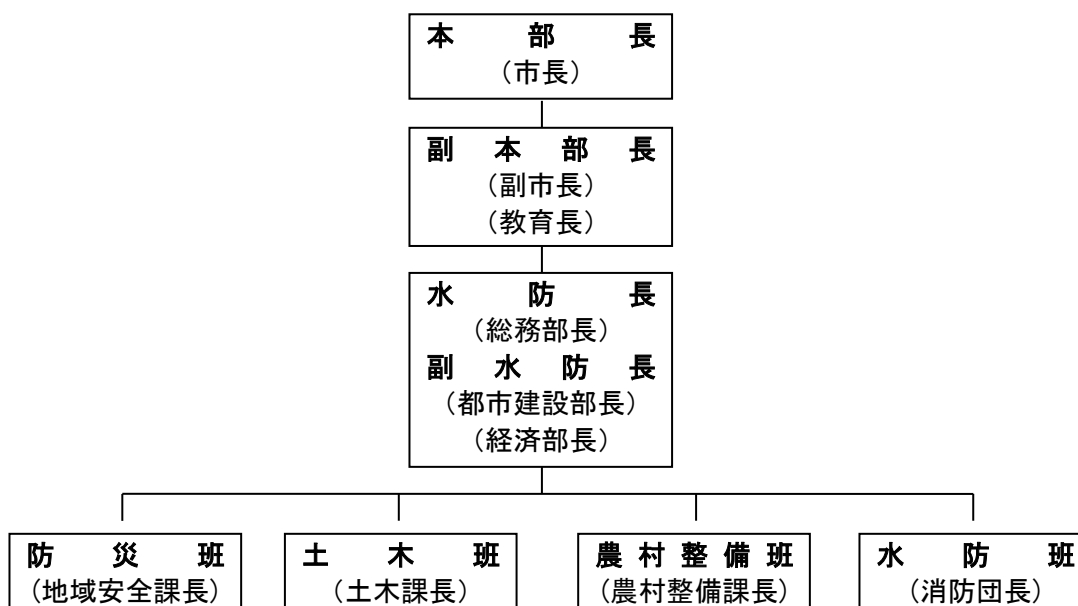 本部長
（市長）
副本部長
（副市長）
（教育長）
水防長
（総務部長）
副水防長
（都市建設部長）
（経済部長）
防災班
（地域安全課長）
土木班
（土木課長）
農村整備班
（農村整備課長）
水防班
（消防団長）